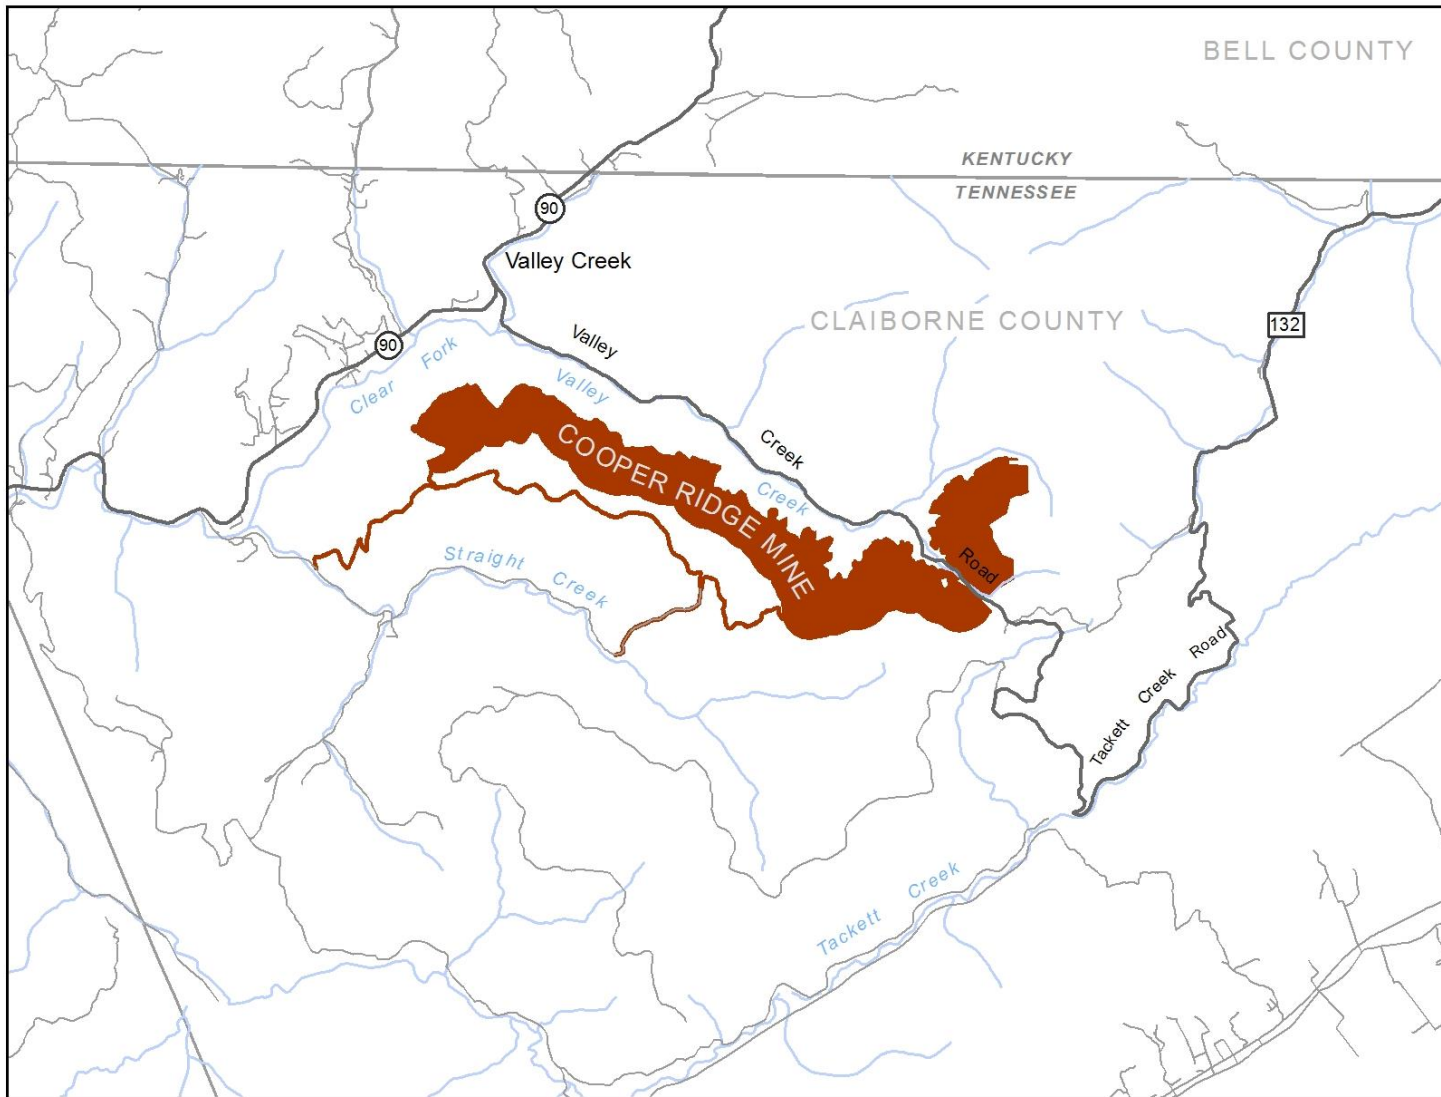 BELL COUNTY
KENTUCKY
TENNESSEE
90
Valley Creek
CLAIBORNE COUNTY
132
90
Valley Creek Road
Clear Fork
Valley Creek
COOPER RIDGE MINE
Straight Creek
Tackett Creek Road
Tackett Creek